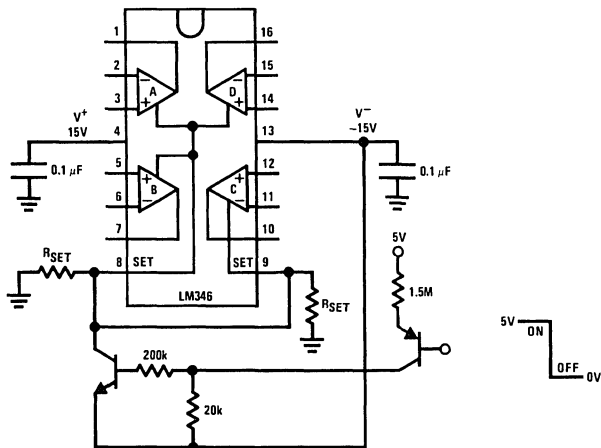 1
16
2
15
A
D
3
14
V+
15V
4
V−
~15V
13
0.1 µF
0.1 µF
5
12
B
C
6
11
7
10
RSET
8
SET
SET
9
5V
1.5M
LM346
RSET
200k
20k
5V
ON
OFF
0V